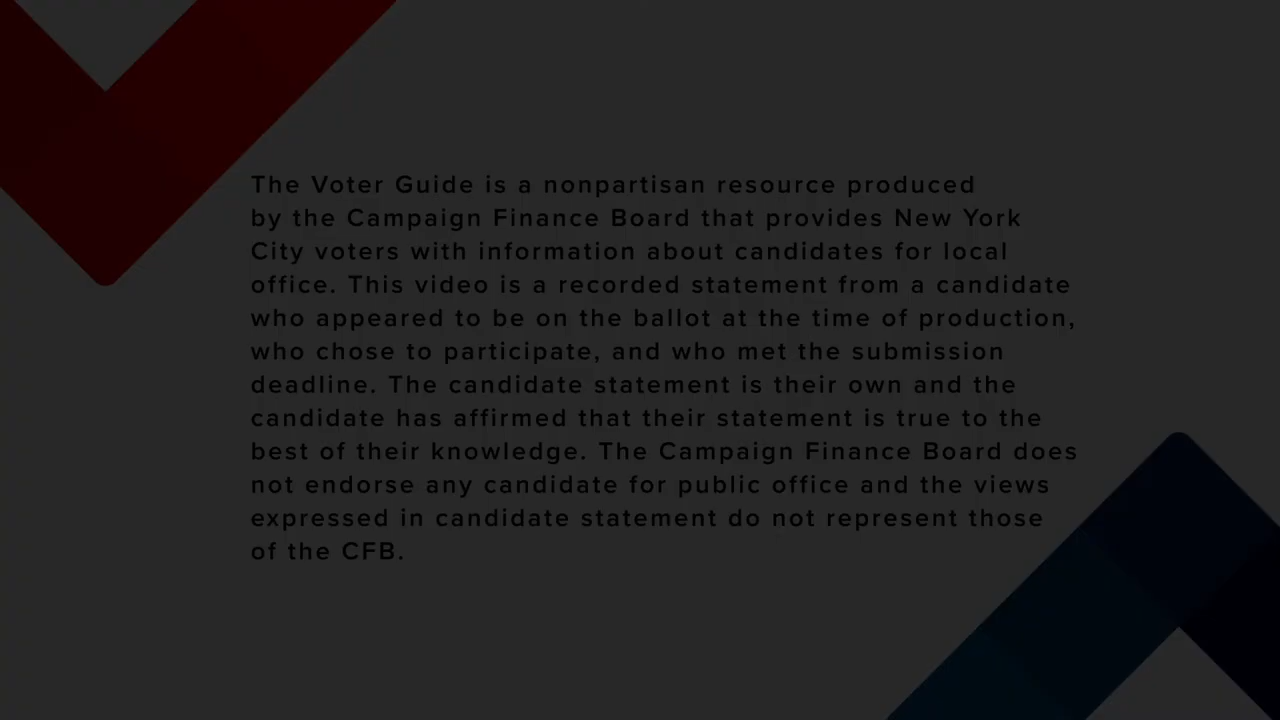 The Voter Guide is a nonpartisan resource produced
by the Campaign Finance Board that provides New York
City voters with information about candidates for local
office. This video is a recorded statement from a candidate
who appeared to be on the ballot at the time of production,
who chose to participate, and who met the submission
deadline. The candidate statement is their own and the
candidate has affirmed that their statement is true to the
best of their knowledge. The Campaign Finance Board does
not endorse any candidate for public office and the views
expressed in candidate statement do not represent those
of the CFB.